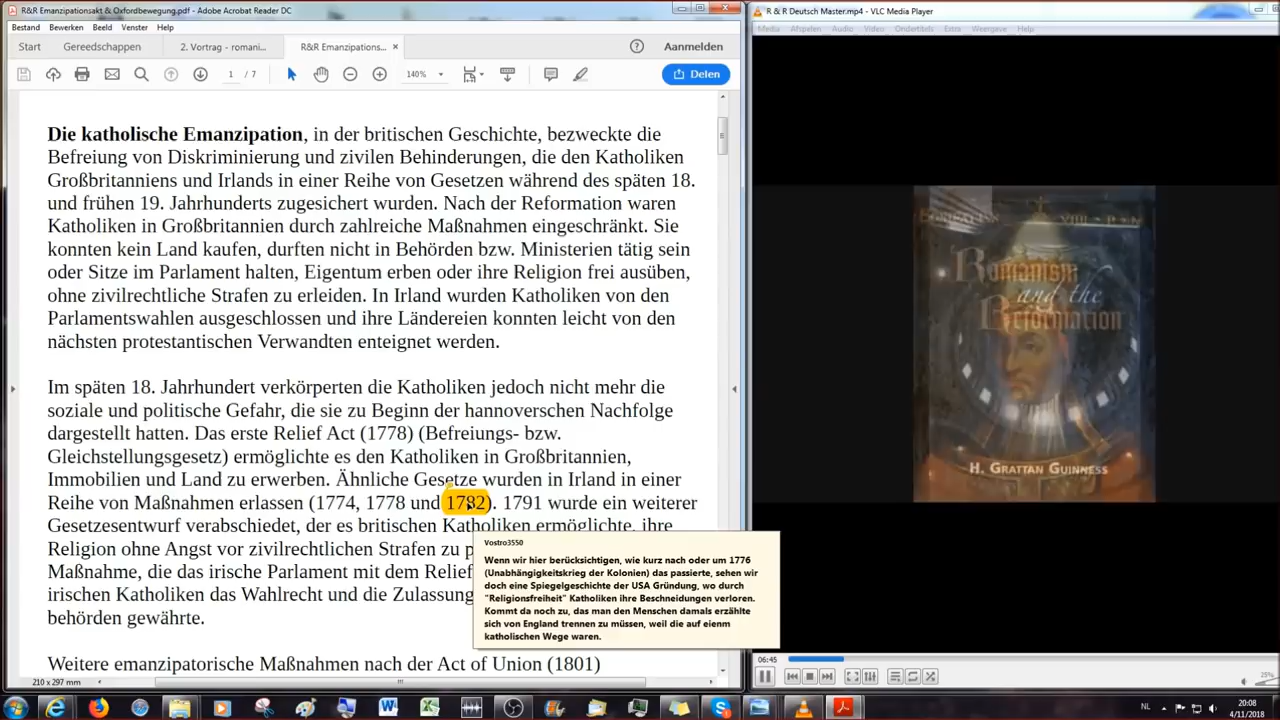 R&R Emanzipationsakt & Oxfordbewegung.pdf - Adobe Acrobat Reader DC
Bestand Bewerken Beeld Venster Help
Start Gereedschappen 2. Vortrag - romani... R&R Emanzipations... × Aanmelden
1 / 7 140% Delen
Die katholische Emanzipation, in der britischen Geschichte, bezweckte die
Befreiung von Diskriminierung und zivilen Behinderungen, die den Katholiken
Großbritanniens und Irlands in einer Reihe von Gesetzen während des späten 18.
und frühen 19. Jahrhunderts zugesichert wurden. Nach der Reformation waren
Katholiken in Großbritannien durch zahlreiche Maßnahmen eingeschränkt. Sie
konnten kein Land kaufen, durften nicht in Behörden bzw. Ministerien tätig sein
oder Sitze im Parlament halten, Eigentum erben oder ihre Religion frei ausüben,
ohne zivilrechtliche Strafen zu erleiden. In Irland wurden Katholiken von den
Parlamentswahlen ausgeschlossen und ihre Ländereien konnten leicht von den
nächsten protestantischen Verwandten enteignet werden.
Im späten 18. Jahrhundert verkörperten die Katholiken jedoch nicht mehr die
soziale und politische Gefahr, die sie zu Beginn der hannoverschen Nachfolge
dargestellt hatten. Das erste Relief Act (1778) (Befreiungs- bzw.
Gleichstellungsgesetz) ermöglichte es den Katholiken in Großbritannien,
Immobilien und Land zu erwerben. Ähnliche Gesetze wurden in Irland in einer
Reihe von Maßnahmen erlassen (1774, 1778 und 1782). 1791 wurde ein weiterer
Gesetzesentwurf verabschiedet, der es britischen Katholiken ermöglichte, ihre
Religion ohne Angst vor zivilrechtlichen Strafen zu p
Maßnahme, die das irische Parlament mit dem Relief
irischen Katholiken das Wahlrecht und die Zulassung
behörden gewährte.
Weitere emanzipatorische Maßnahmen nach der Act of Union (1801)
Vostro3550
Wenn wir hier berücksichtigen, wie kurz nach oder um 1776
(Unabhängigkeitskrieg der Kolonien) das passierte, sehen wir
doch eine Spiegelgeschichte der USA Gründung, wo durch
"Religionsfreiheit" Katholiken ihre Beschneidungen verloren.
Kommt da noch zu, das man den Menschen damals erzählte
sich von England trennen zu müssen, weil die auf eienm
katholischen Wege waren.
210 x 297 mm
R & R Deutsch Master.mp4 - VLC Media Player
Media Afspelen Audio Video Ondertitels Extra Weergave Help
Romanism
and the
Reformation
H. GRATTAN GUINNESS
06:45
25%
NL
20:08
4/11/2018